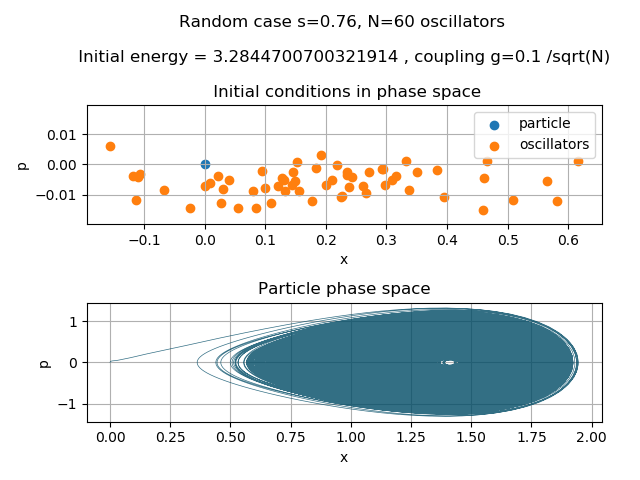 Random case s=0.76, N=60 oscillators
Initial energy = 3.2844700700321914 , coupling g=0.1 /sqrt(N)
Initial conditions in phase space
particle
oscillators
0.01
0.00
−0.01
p
−0.1 0.0 0.1 0.2 0.3 0.4 0.5 0.6
x
Particle phase space
1
0
−1
p
0.00 0.25 0.50 0.75 1.00 1.25 1.50 1.75 2.00
x